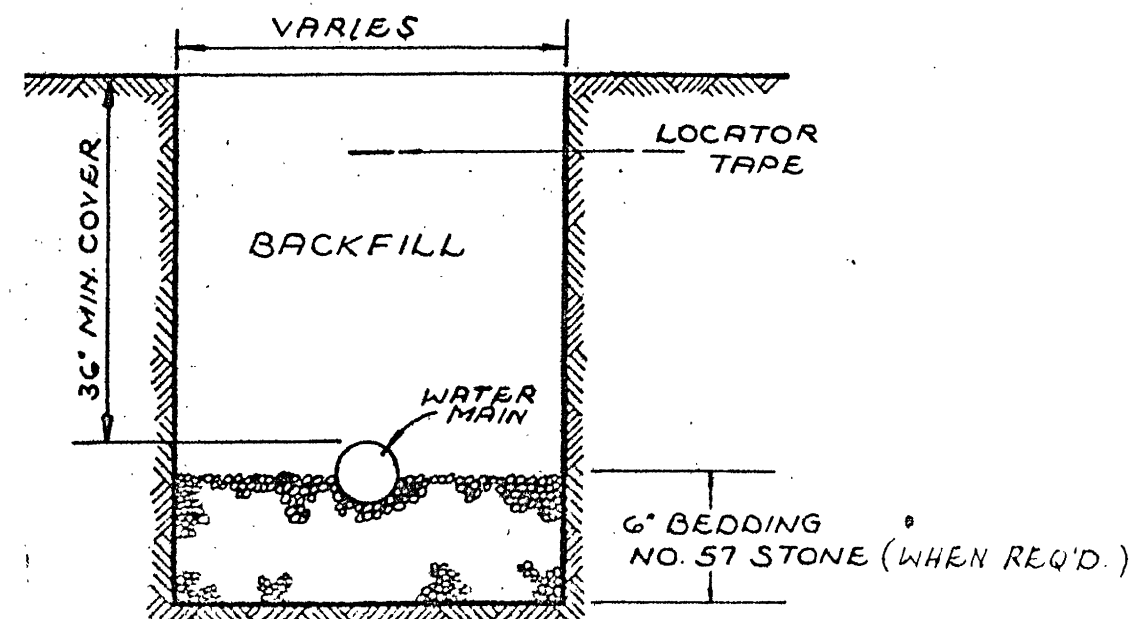 VARIES
LOCATOR
TAPE
36" MIN. COVER
BACKFILL
WATER
MAIN
6" BEDDING
NO. 57 STONE (WHEN REQ'D.)